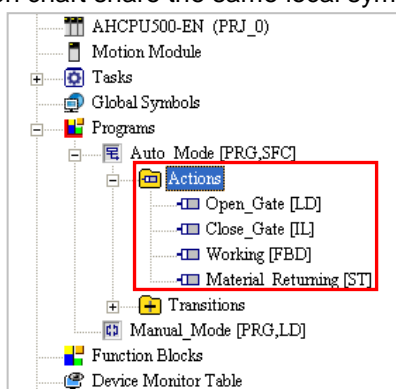 n chart share the same local sym
AHCPU500-EN (PRJ_0)
Motion Module
Tasks
Global Symbols
Programs
Auto_Mode [PRG,SFC]
Actions
Open_Gate [LD]
Close_Gate [IL]
Working [FBD]
Material_Returning [ST]
Transitions
Manual_Mode [PRG,LD]
Function Blocks
Device Monitor Table